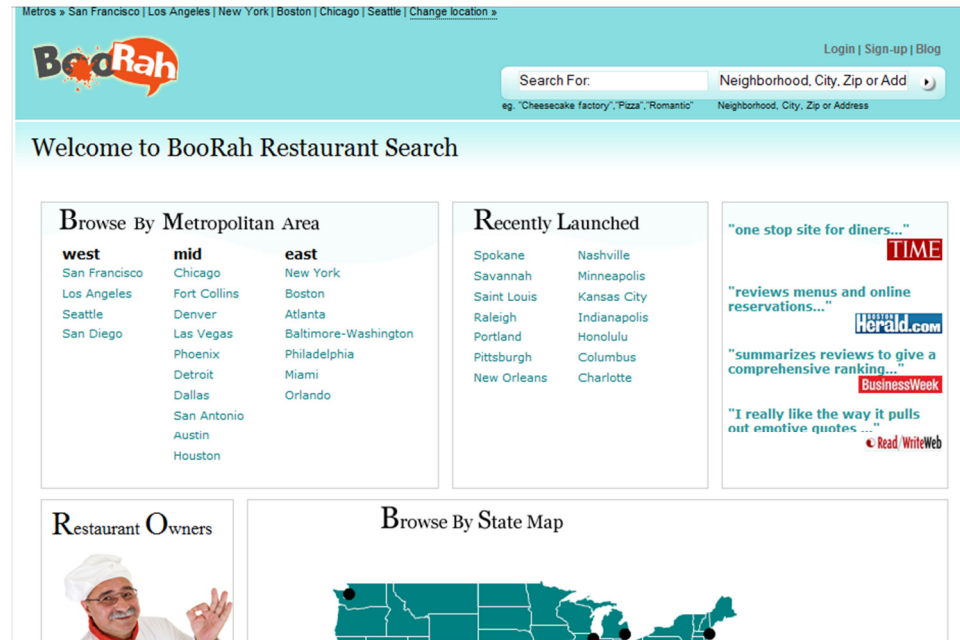 Metros » San Francisco | Los Angeles | New York | Boston | Chicago | Seattle | Change location »
BooRah
Login | Sign-up | Blog
Search For: Neighborhood, City, Zip or Add
eg. "Cheesecake factory","Pizza","Romantic" Neighborhood, City, Zip or Address
Welcome to BooRah Restaurant Search
Browse By Metropolitan Area
west
San Francisco
Los Angeles
Seattle
San Diego
mid
Chicago
Fort Collins
Denver
Las Vegas
Phoenix
Detroit
Dallas
San Antonio
Austin
Houston
east
New York
Boston
Atlanta
Baltimore-Washington
Philadelphia
Miami
Orlando
Recently Launched
Spokane
Savannah
Saint Louis
Raleigh
Portland
Pittsburgh
New Orleans
Nashville
Minneapolis
Kansas City
Indianapolis
Honolulu
Columbus
Charlotte
"one stop site for diners..."
TIME
"reviews menus and online
reservations..."
BOSTON
Herald.com
"summarizes reviews to give a
comprehensive ranking..."
BusinessWeek
"I really like the way it pulls
out emotive quotes ..."
Read/WriteWeb
Restaurant Owners
Browse By State Map